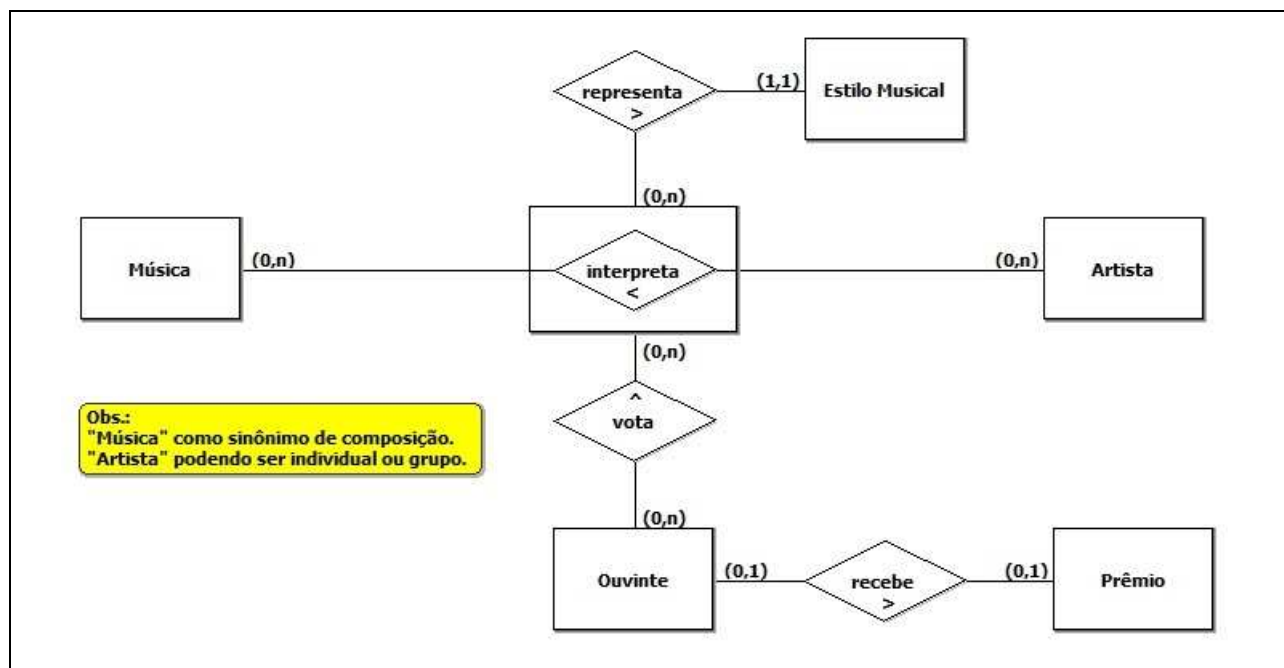 representa
>
(1,1)
Estilo Musical
(0,n)
Música
(0,n)
interpreta
<
(0,n)
Artista
(0,n)
^
vota
Obs.:
"Música" como sinônimo de composição.
"Artista" podendo ser individual ou grupo.
(0,n)
Ouvinte
(0,1)
recebe
>
(0,1)
Prêmio